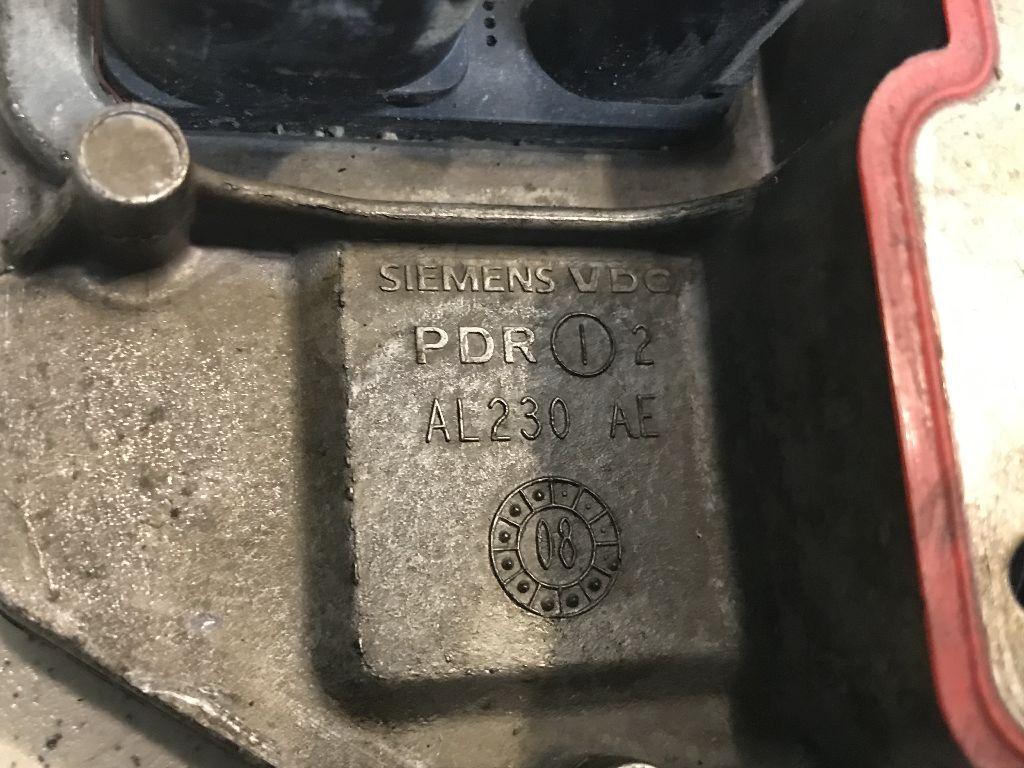 SIEMENS VDO
PDR 1 2
AL230 AE
08